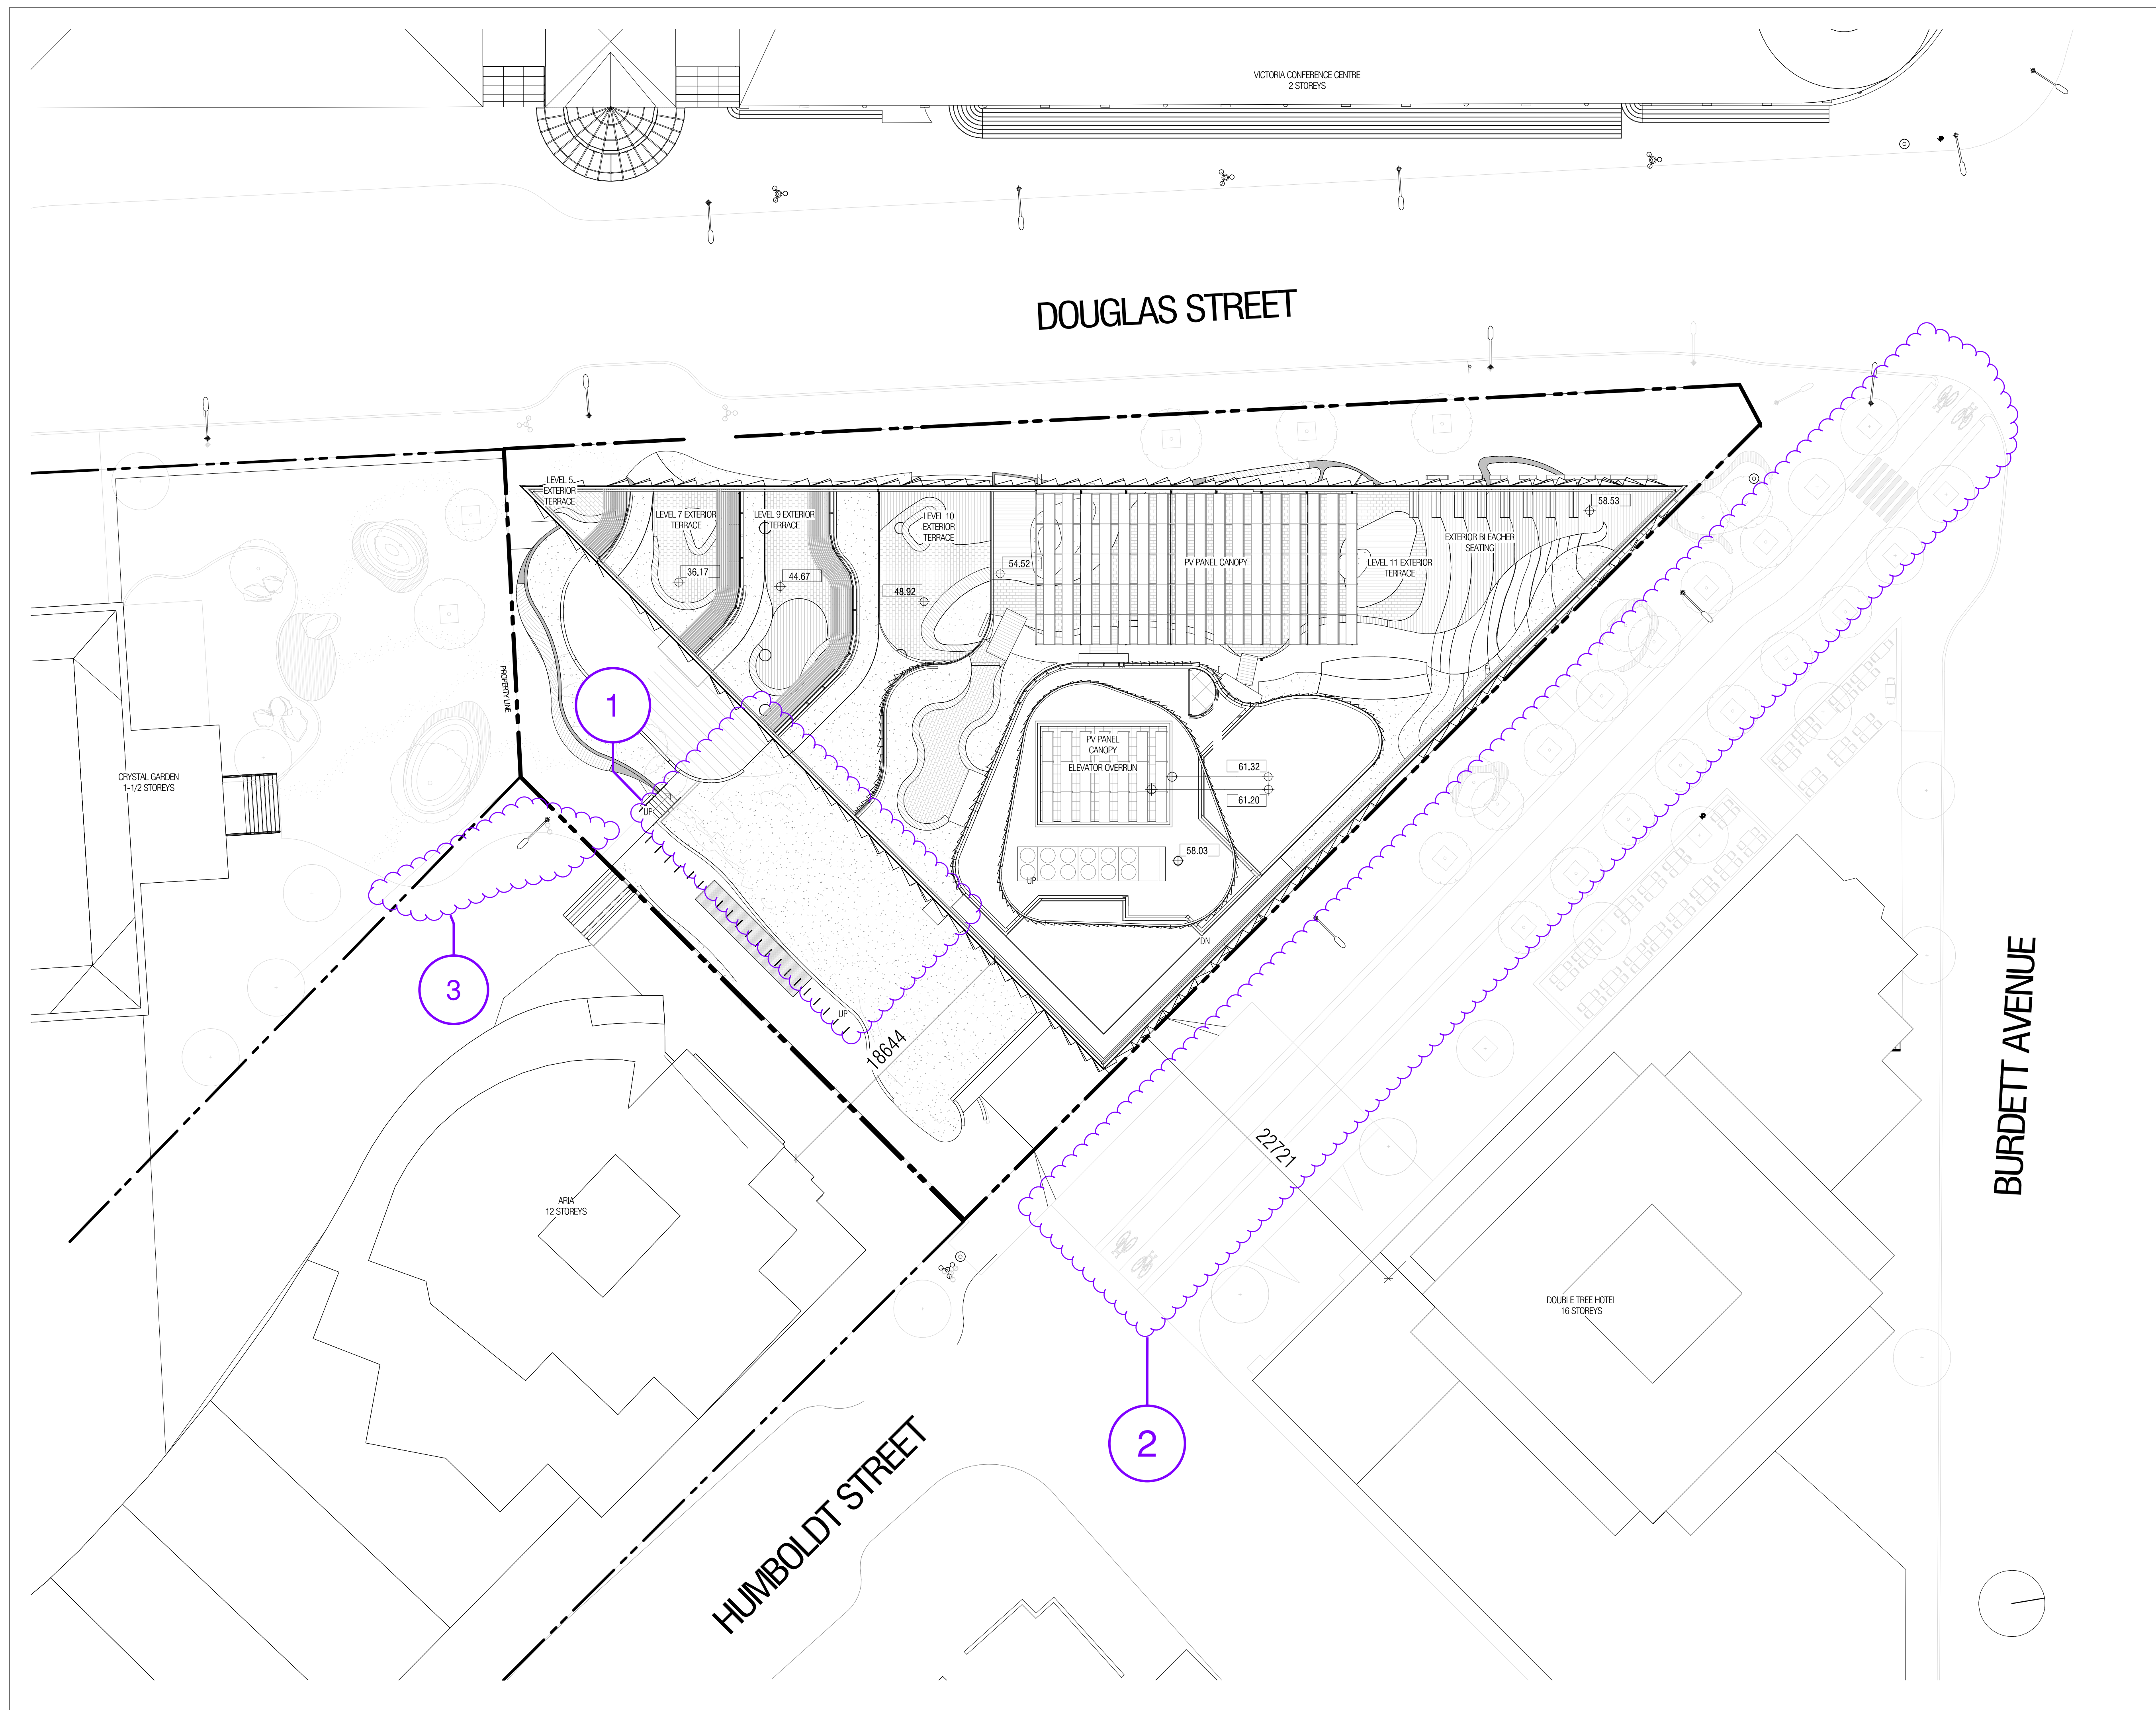 VICTORIA CONFERENCE CENTRE
2 STOREYS
DOUGLAS STREET
LEVEL 5
EXTERIOR
TERRACE
LEVEL 7 EXTERIOR
TERRACE
LEVEL 9 EXTERIOR
TERRACE
LEVEL 10
EXTERIOR
TERRACE
58.53
EXTERIOR BLEACHER
SEATING
PV PANEL CANOPY
LEVEL 11 EXTERIOR
TERRACE
36.17
44.67
48.92
54.52
PROPERTY LINE
1
PV PANEL
CANOPY
ELEVATOR OVERRUN
61.32
61.20
CRYSTAL GARDEN
1-1/2 STOREYS
UP
58.03
UP
DN
3
UP
18644
22721
BURDETT AVENUE
ARIA
12 STOREYS
DOUBLE TREE HOTEL
16 STOREYS
2
HUMBOLDT STREET